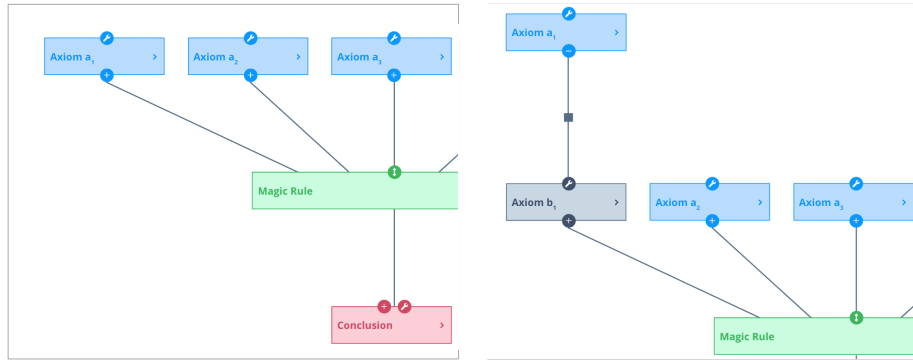 Axiom a₁
Axiom a₂
Axiom a₃
Magic Rule
Conclusion
Axiom a₁
Axiom b₁
Axiom a₂
Axiom a₃
Magic Rule